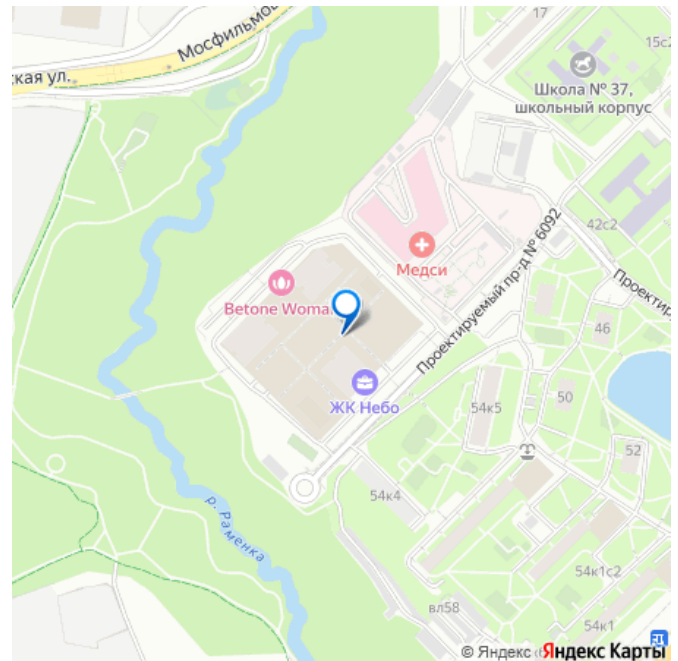 17
15с2
Мосфильмов
ская ул.
Школа № 37,
школьный корпус
42с2
Медси
Проектируемый пр-д № 6092
Проектир
Betone Woma...
46
ЖК Небо
54к5
50
52
54к4
р. Раменка
54к1с2
вл58
54к1
© Яндекс
Яндекс Карты